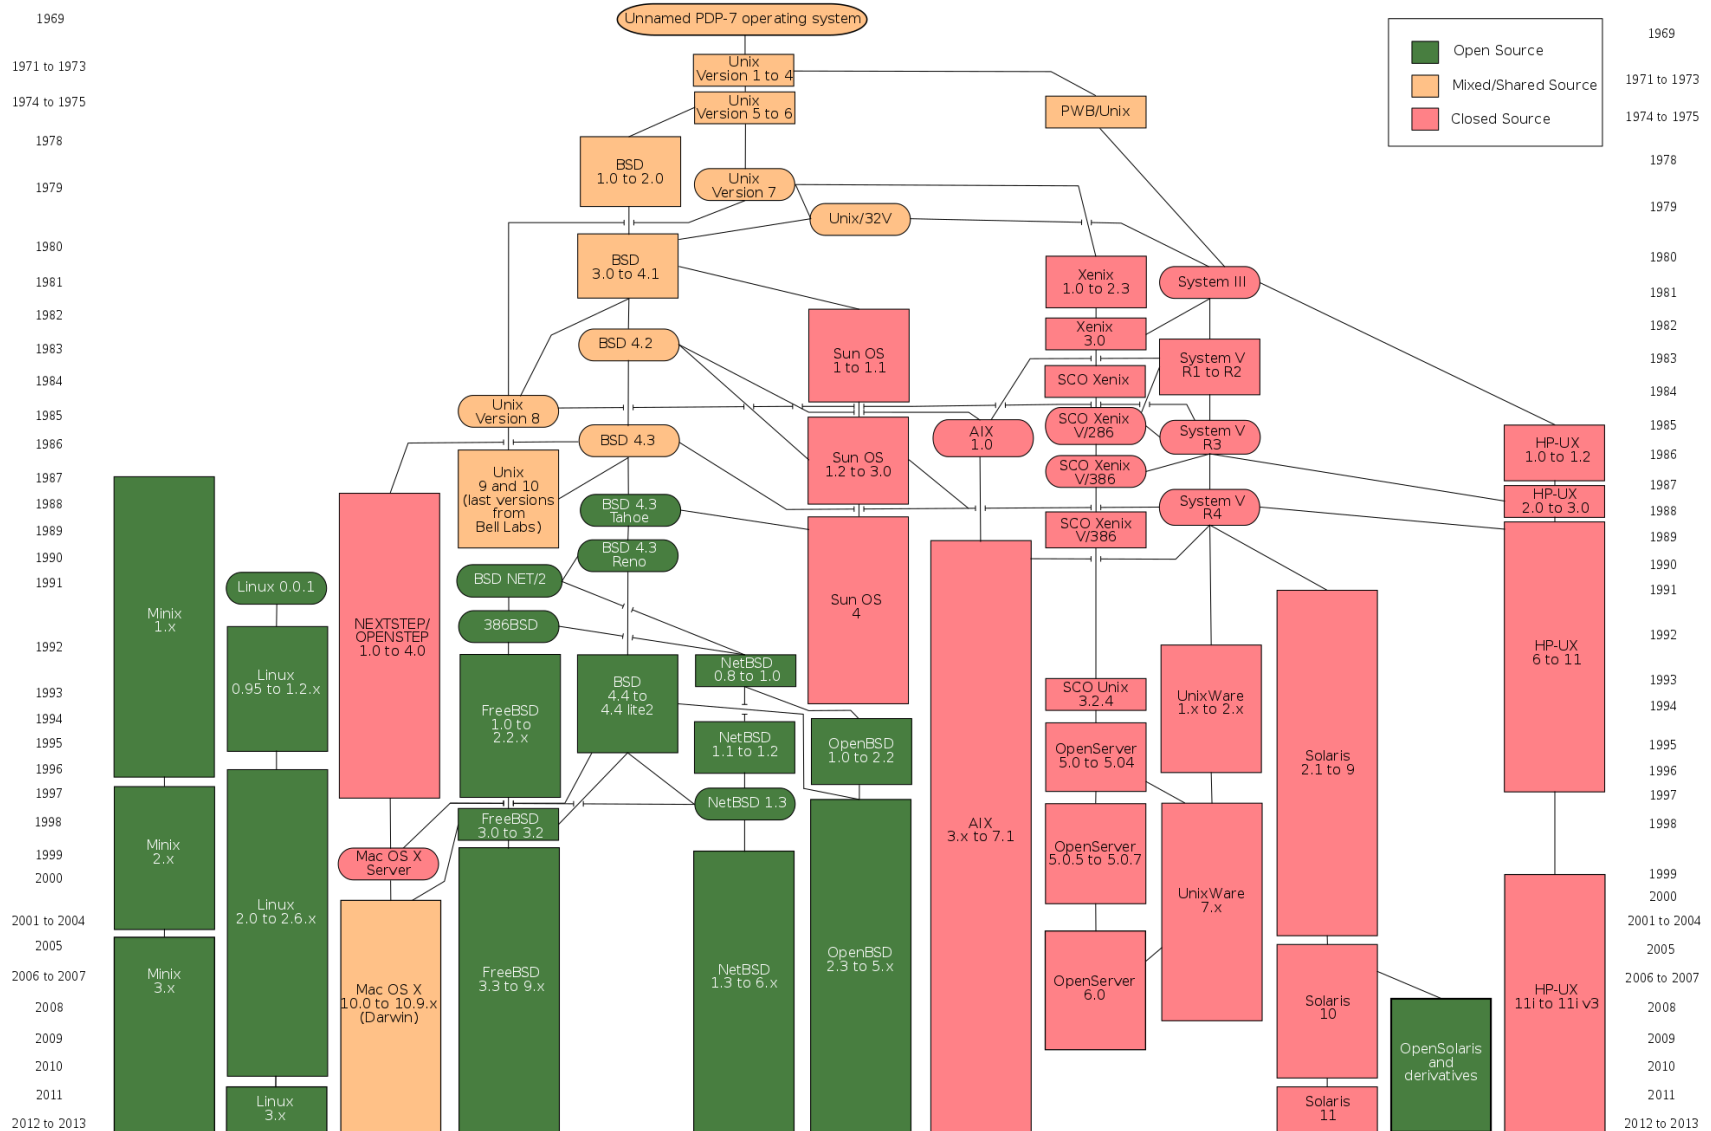 1969
1971 to 1973
1974 to 1975
1978
1979
1980
1981
1982
1983
1984
1985
1986
1987
1988
1989
1990
1991
1992
1993
1994
1995
1996
1997
1998
1999
2000
2001 to 2004
2005
2006 to 2007
2008
2009
2010
2011
2012 to 2013
Unnamed PDP-7 operating system
Unix
Version 1 to 4
Unix
Version 5 to 6
PWB/Unix
BSD
1.0 to 2.0
Unix
Version 7
Unix/32V
BSD
3.0 to 4.1
Xenix
1.0 to 2.3
System III
Xenix
3.0
Sun OS
1 to 1.1
BSD 4.2
System V
R1 to R2
SCO Xenix
Unix
Version 8
SCO Xenix
V/286
AIX
1.0
System V
R3
BSD 4.3
HP-UX
1.0 to 1.2
Sun OS
1.2 to 3.0
SCO Xenix
V/386
Unix
9 and 10
(last versions
from
Bell Labs)
HP-UX
2.0 to 3.0
BSD 4.3
Tahoe
System V
R4
SCO Xenix
V/386
BSD 4.3
Reno
BSD NET/2
Linux 0.0.1
Minix
1.x
386BSD
NEXTSTEP/
OPENSTEP
1.0 to 4.0
Sun OS
4
HP-UX
6 to 11
Linux
0.95 to 1.2.x
BSD
4.4 to
4.4 lite2
NetBSD
0.8 to 1.0
SCO Unix
3.2.4
UnixWare
1.x to 2.x
FreeBSD
1.0 to
2.2.x
NetBSD
1.1 to 1.2
OpenBSD
1.0 to 2.2
OpenServer
5.0 to 5.04
Solaris
2.1 to 9
NetBSD 1.3
FreeBSD
3.0 to 3.2
AIX
3.x to 7.1
Minix
2.x
Mac OS X
Server
OpenServer
5.0.5 to 5.0.7
UnixWare
7.x
Linux
2.0 to 2.6.x
OpenBSD
2.3 to 5.x
Minix
3.x
FreeBSD
3.3 to 9.x
NetBSD
1.3 to 6.x
Mac OS X
10.0 to 10.9.x
(Darwin)
OpenServer
6.0
Solaris
10
HP-UX
11i to 11i v3
OpenSolaris
and
derivatives
Linux
3.x
Solaris
11
Open Source
Mixed/Shared Source
Closed Source
1969
1971 to 1973
1974 to 1975
1978
1979
1980
1981
1982
1983
1984
1985
1986
1987
1988
1989
1990
1991
1992
1993
1994
1995
1996
1997
1998
1999
2000
2001 to 2004
2005
2006 to 2007
2008
2009
2010
2011
2012 to 2013